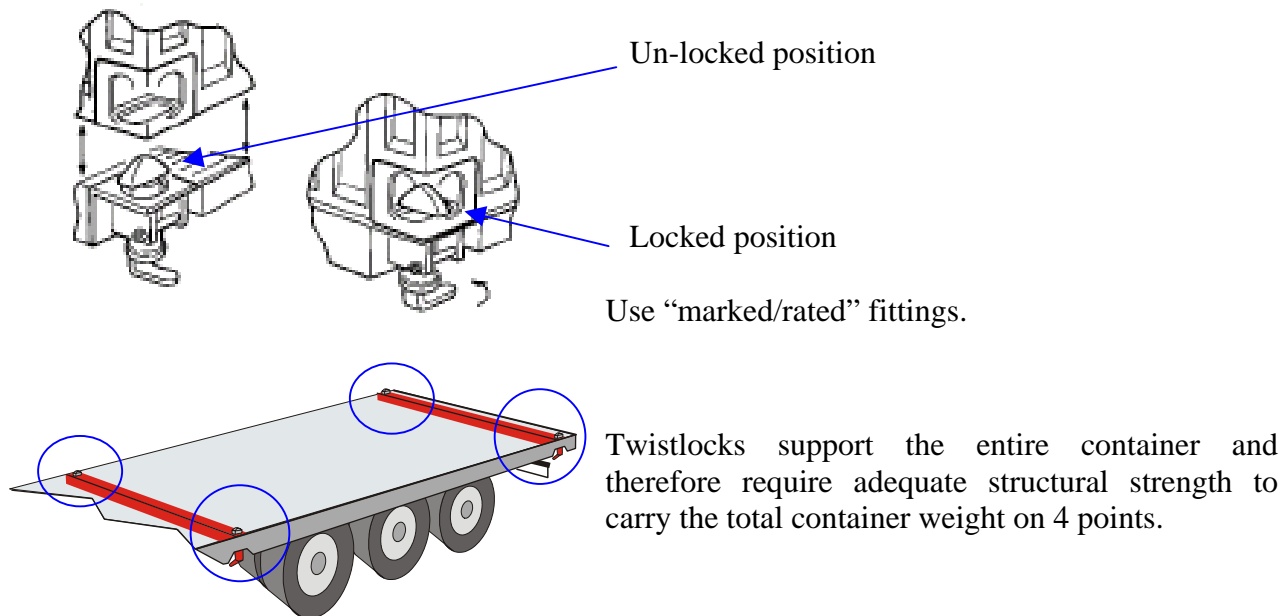 Un-locked position
Locked position
Use “marked/rated” fittings.
Twistlocks support the entire container and
therefore require adequate structural strength to
carry the total container weight on 4 points.